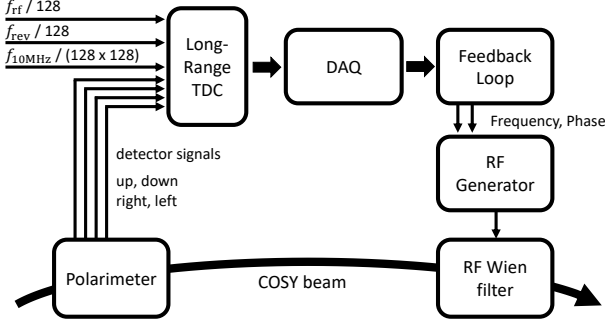 f_rf / 128
f_rev / 128
f_10MHz / (128 x 128)
Long-
Range
TDC
DAQ
Feedback
Loop
Frequency, Phase
detector signals
up, down
right, left
RF
Generator
Polarimeter
COSY beam
RF Wien
filter